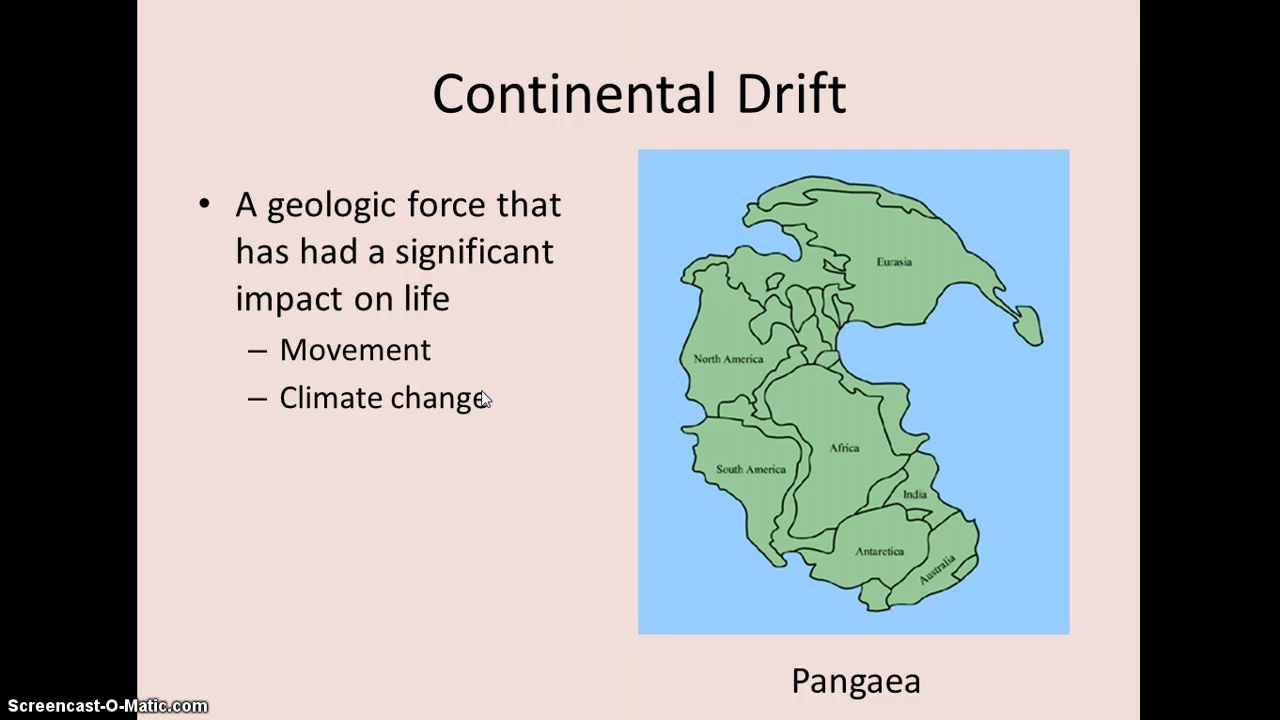 Continental Drift
• A geologic force that
has had a significant
impact on life
– Movement
– Climate change
Eurasia
North America
Africa
South America
India
Antarctica
Australia
Pangaea
Screencast-O-Matic.com